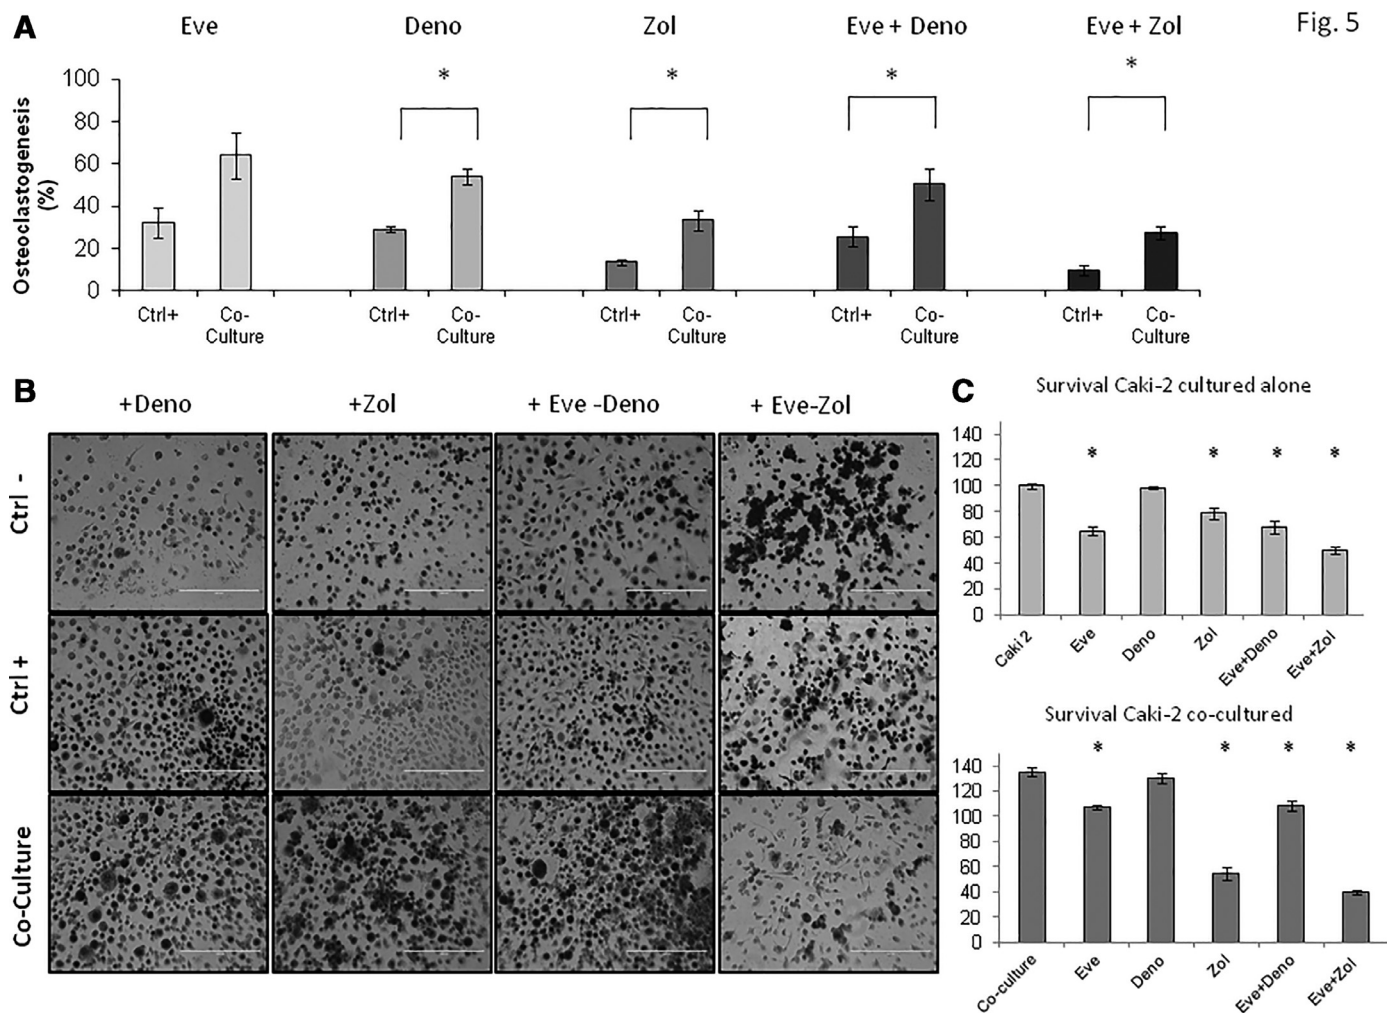 A
Eve Deno Zol Eve + Deno Eve + Zol Fig. 5
* * * *
Osteoclastogenesis
(%)
100
80
60
40
20
0
Ctrl+ Co-Culture Ctrl+ Co-Culture Ctrl+ Co-Culture Ctrl+ Co-Culture Ctrl+ Co-Culture
B
+Deno +Zol + Eve -Deno + Eve-Zol
Ctrl -
Ctrl +
Co-Culture
C
Survival Caki-2 cultured alone
140
120
100
80
60
40
20
0
* * * *
Caki 2 Eve Deno Zol Eve+Deno Eve+Zol
Survival Caki-2 co-cultured
140
120
100
80
60
40
20
0
* * * *
Co-culture Eve Deno Zol Eve+Deno Eve+Zol